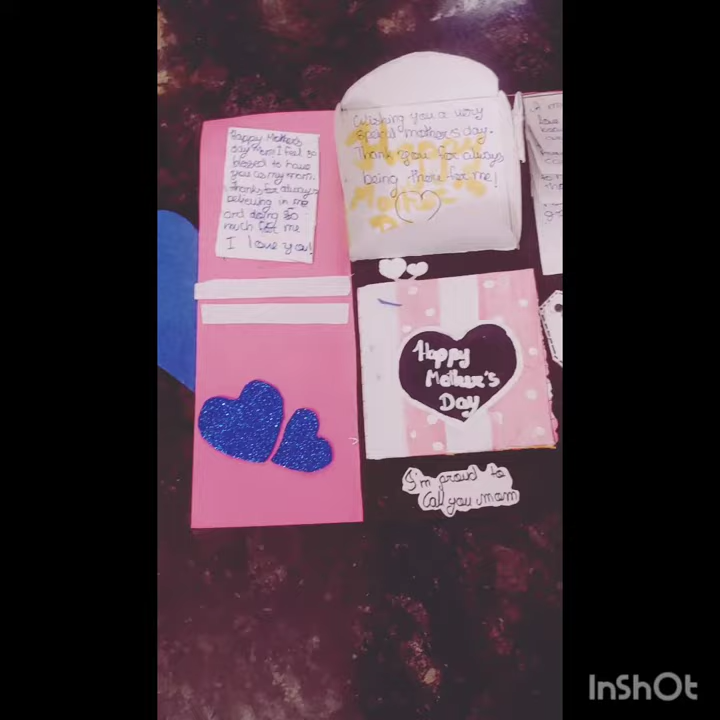 Happy Mother's
day mom I feel so
blessed to have
you as my mom.
Thanks for always
believing in me
and doing so
much for me
I love you!
Wishing you a very
special mother's day.
Thank you for always
being there for me!
Happy
Mother's
Happy
Mother's
Day
I'm proud to
Call you mom
InShOt